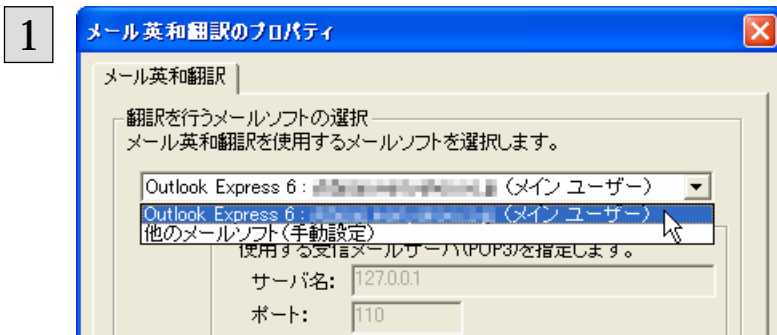 1
メール英和翻訳のプロパティ
メール英和翻訳
翻訳を行うメールソフトの選択
メール英和翻訳を使用するメールソフトを選択します。
Outlook Express 6 : (メイン ユーザー)
Outlook Express 6 : (メイン ユーザー)
他のメールソフト(手動設定)
使用する受信メールサーバ(POP3)を指定します。
サーバ名: 127.0.0.1
ポート: 110